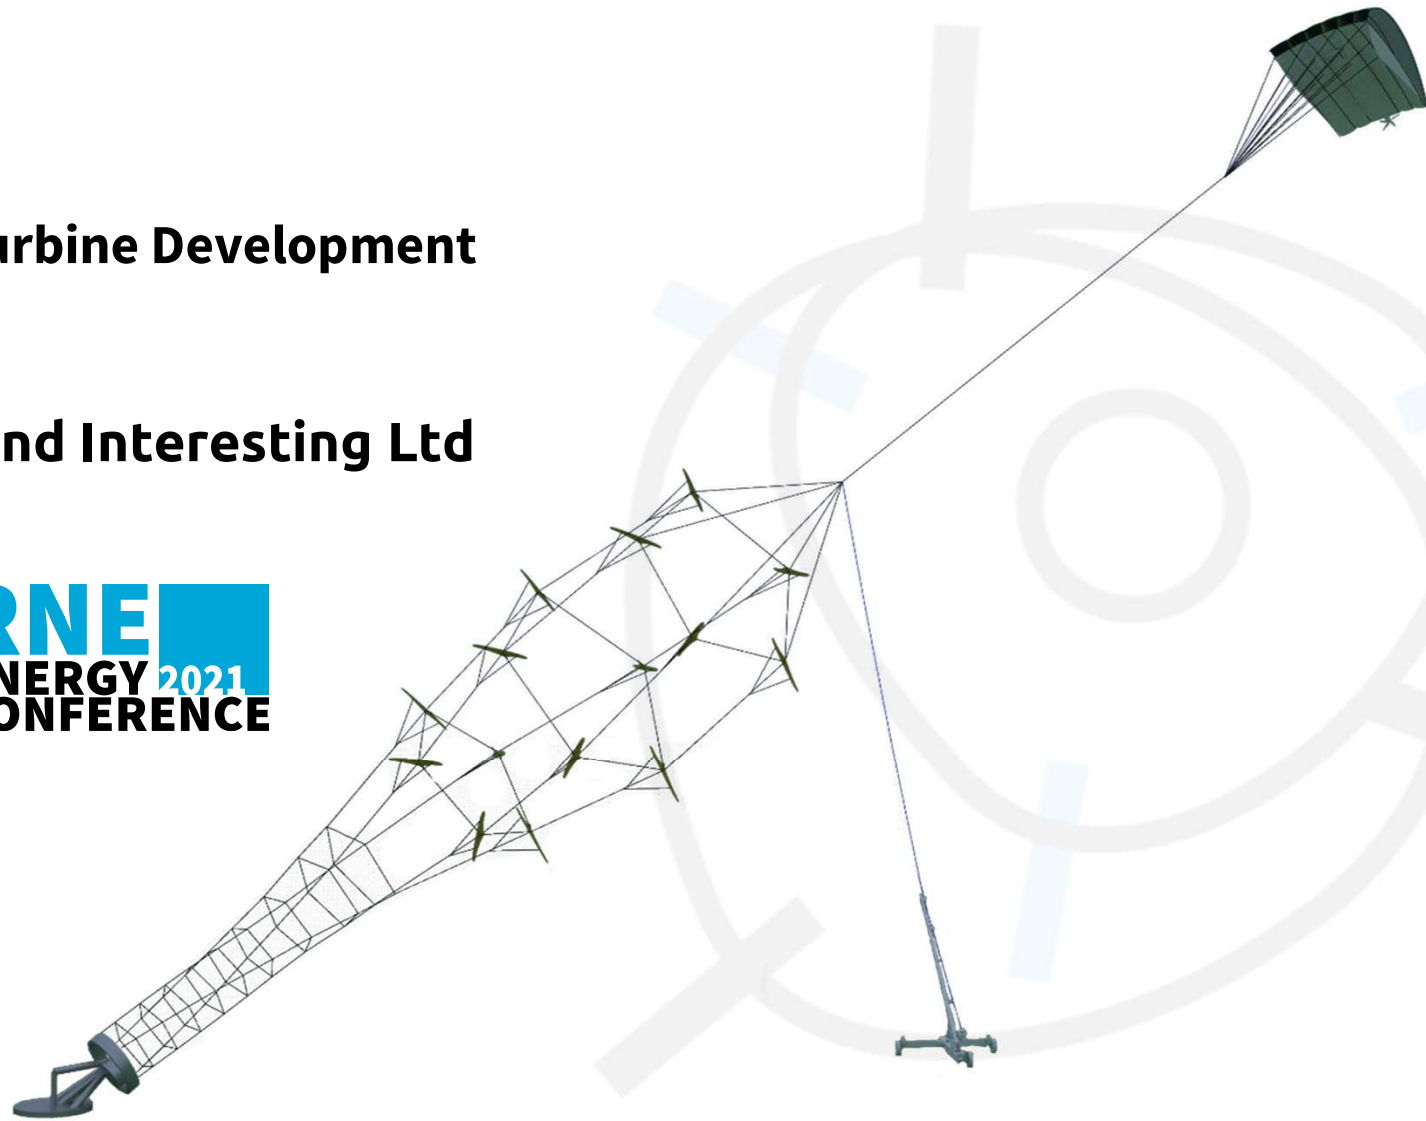 urbine Development
nd Interesting Ltd
RNE
NERGY 2021
ONFERENCE